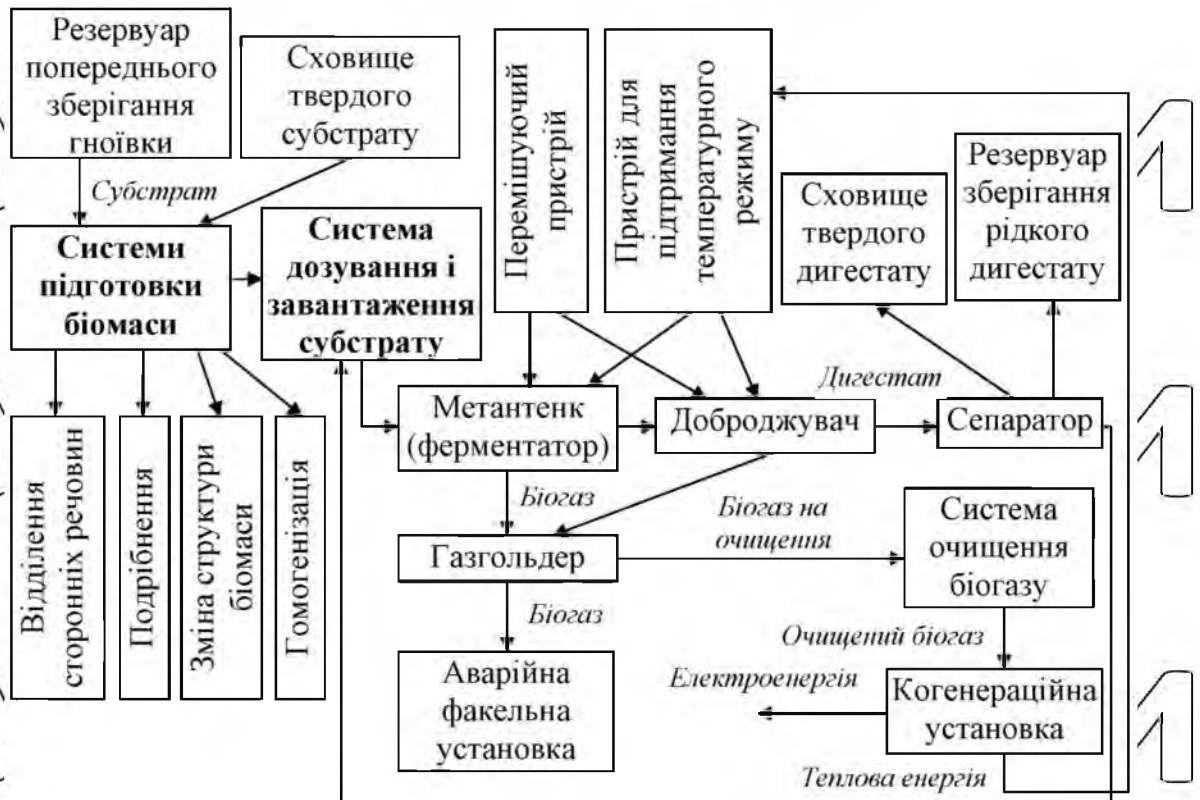 Резервуар
попереднього
зберігання
гноївки
Сховище
твердого
субстрату
Перемішуючий
пристрій
Пристрій для
підтримання
температурного
режиму
Сховище
твердого
дигестату
Резервуар
зберігання
рідкого
дигестату
Субстрат
Системи
підготовки
біомаси
Система
дозування і
завантаження
субстрату
Відділення
сторонніх речовин
Подрібнення
Зміна структури
біомаси
Гомогенізація
Метантенк
(ферментатор)
Доброджувач
Дигестат
Сепаратор
Біогаз
Газгольдер
Біогаз на
очищення
Система
очищення
біогазу
Біогаз
Аварійна
факельна
установка
Очищений біогаз
Електроенергія
Когенераційна
установка
Теплова енергія